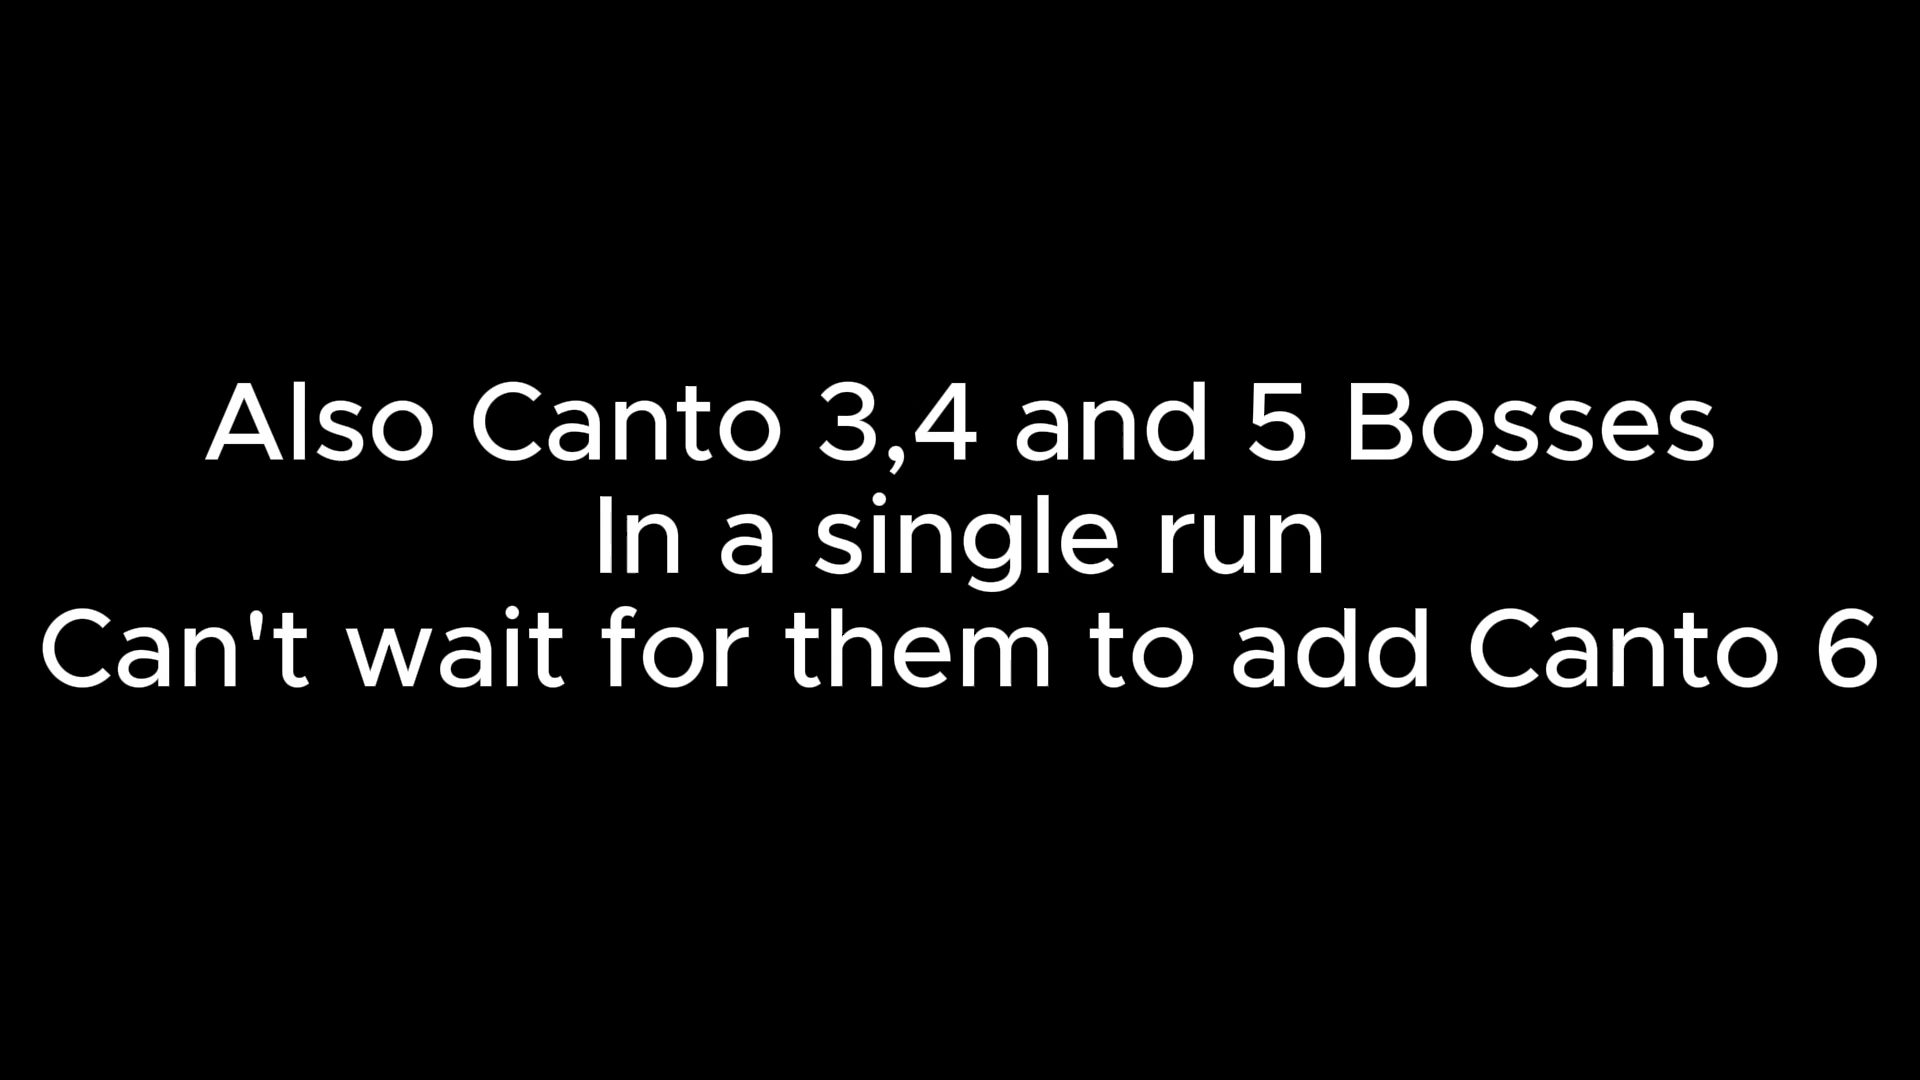 Also Canto 3,4 and 5 Bosses
In a single run
Can't wait for them to add Canto 6